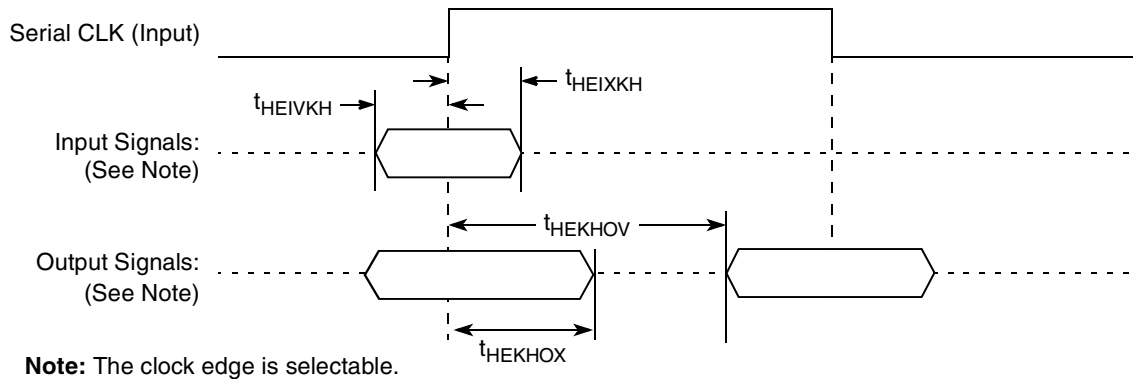 Serial CLK (Input)
tHEIXKH
tHEIVKH
Input Signals:
(See Note)
tHEKHOV
Output Signals:
(See Note)
tHEKHOX
Note: The clock edge is selectable.